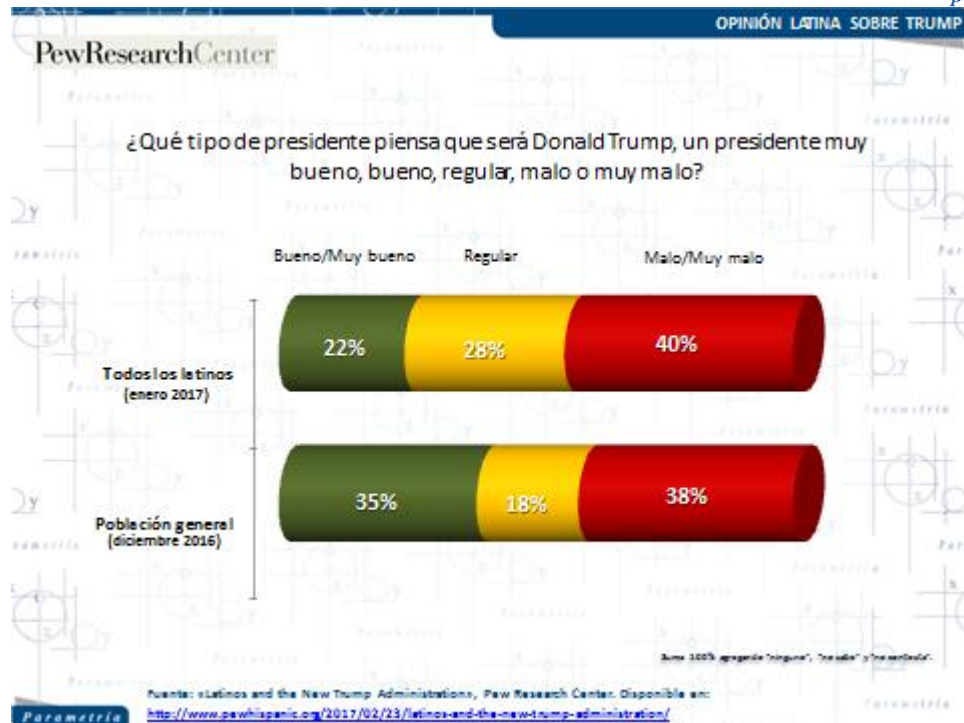 OPINIÓN LATINA SOBRE TRUMP
PewResearchCenter
¿Qué tipo de presidente piensa que será Donald Trump, un presidente muy
bueno, bueno, regular, malo o muy malo?
Bueno/Muy bueno Regular Malo/Muy malo
22% 28% 40%
Todos los latinos
(enero 2017)
35% 18% 38%
Población general
(diciembre 2016)
Suma 100% agregando "ninguno", "no sabe" y "no contestó".
Fuente: «Latinos and the New Trump Administration», Pew Research Center. Disponible en:
Parametría http://www.pewhispanic.org/2017/02/23/latinos-and-the-new-trump-administration/